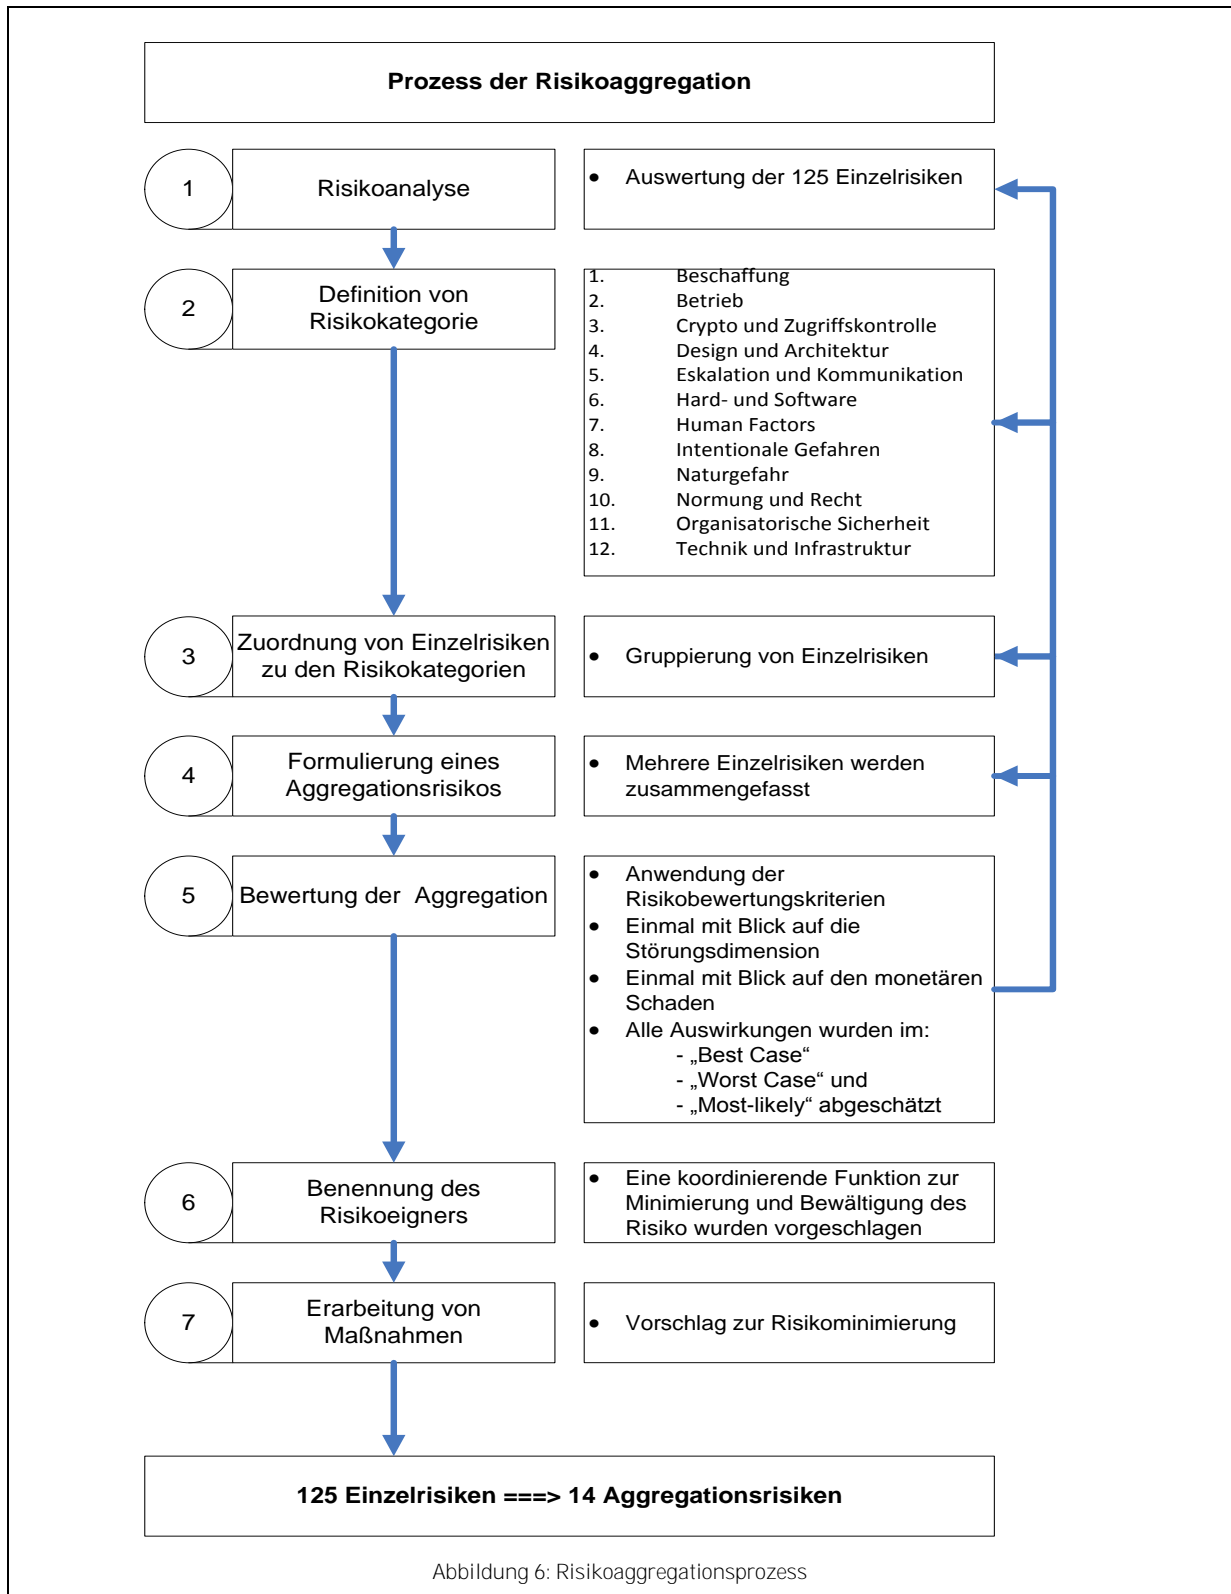 Prozess der Risikoaggregation
1
Risikoanalyse
• Auswertung der 125 Einzelrisiken
2
Definition von
Risikokategorie
1. Beschaffung
2. Betrieb
3. Crypto und Zugriffskontrolle
4. Design und Architektur
5. Eskalation und Kommunikation
6. Hard- und Software
7. Human Factors
8. Intentionale Gefahren
9. Naturgefahr
10. Normung und Recht
11. Organisatorische Sicherheit
12. Technik und Infrastruktur
3
Zuordnung von Einzelrisiken
zu den Risikokategorien
• Gruppierung von Einzelrisiken
4
Formulierung eines
Aggregationsrisikos
• Mehrere Einzelrisiken werden
zusammengefasst
5
Bewertung der Aggregation
• Anwendung der
Risikobewertungskriterien
• Einmal mit Blick auf die
Störungsdimension
• Einmal mit Blick auf den monetären
Schaden
• Alle Auswirkungen wurden im:
- „Best Case“
- „Worst Case“ und
- „Most-likely“ abgeschätzt
6
Benennung des
Risikoeigners
• Eine koordinierende Funktion zur
Minimierung und Bewältigung des
Risiko wurden vorgeschlagen
7
Erarbeitung von
Maßnahmen
• Vorschlag zur Risikominimierung
125 Einzelrisiken ===> 14 Aggregationsrisiken
Abbildung 6: Risikoaggregationsprozess